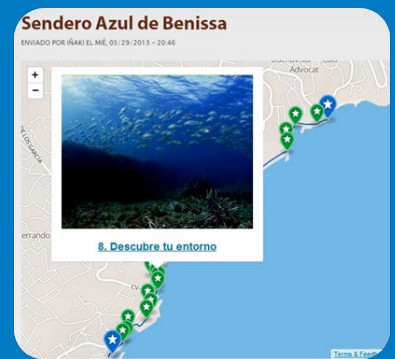 Sendero Azul de Benissa
ENVIADO POR IÑAKI EL MIÉ, 05/29/2013 – 20:46
+
Advocat
–
8. Descubre tu entorno
Terms & Feed